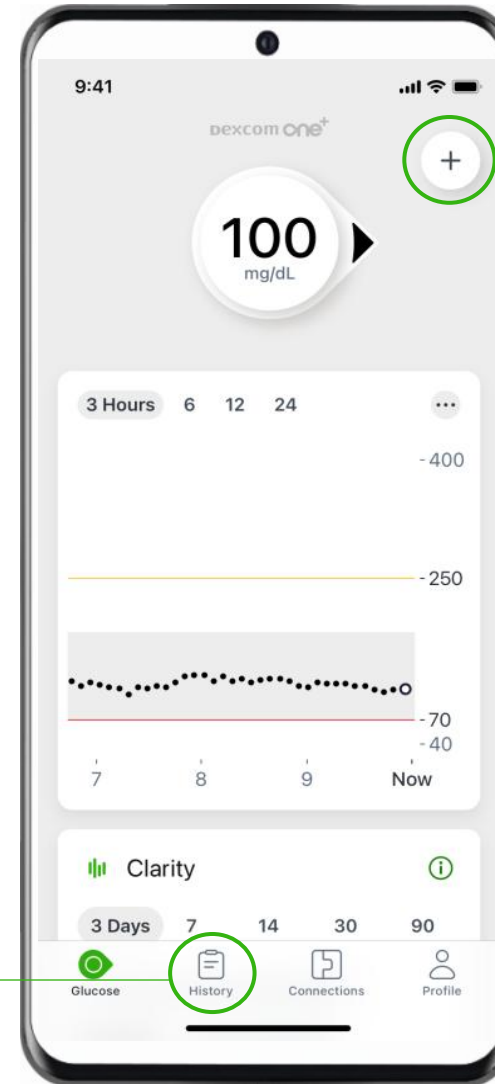 9:41
Dexcom ONE+
+
100
mg/dL
3 Hours 6 12 24
400
250
70
40
7 8 9 Now
Clarity
3 Days 7 14 30 90
Glucose History Connections Profile